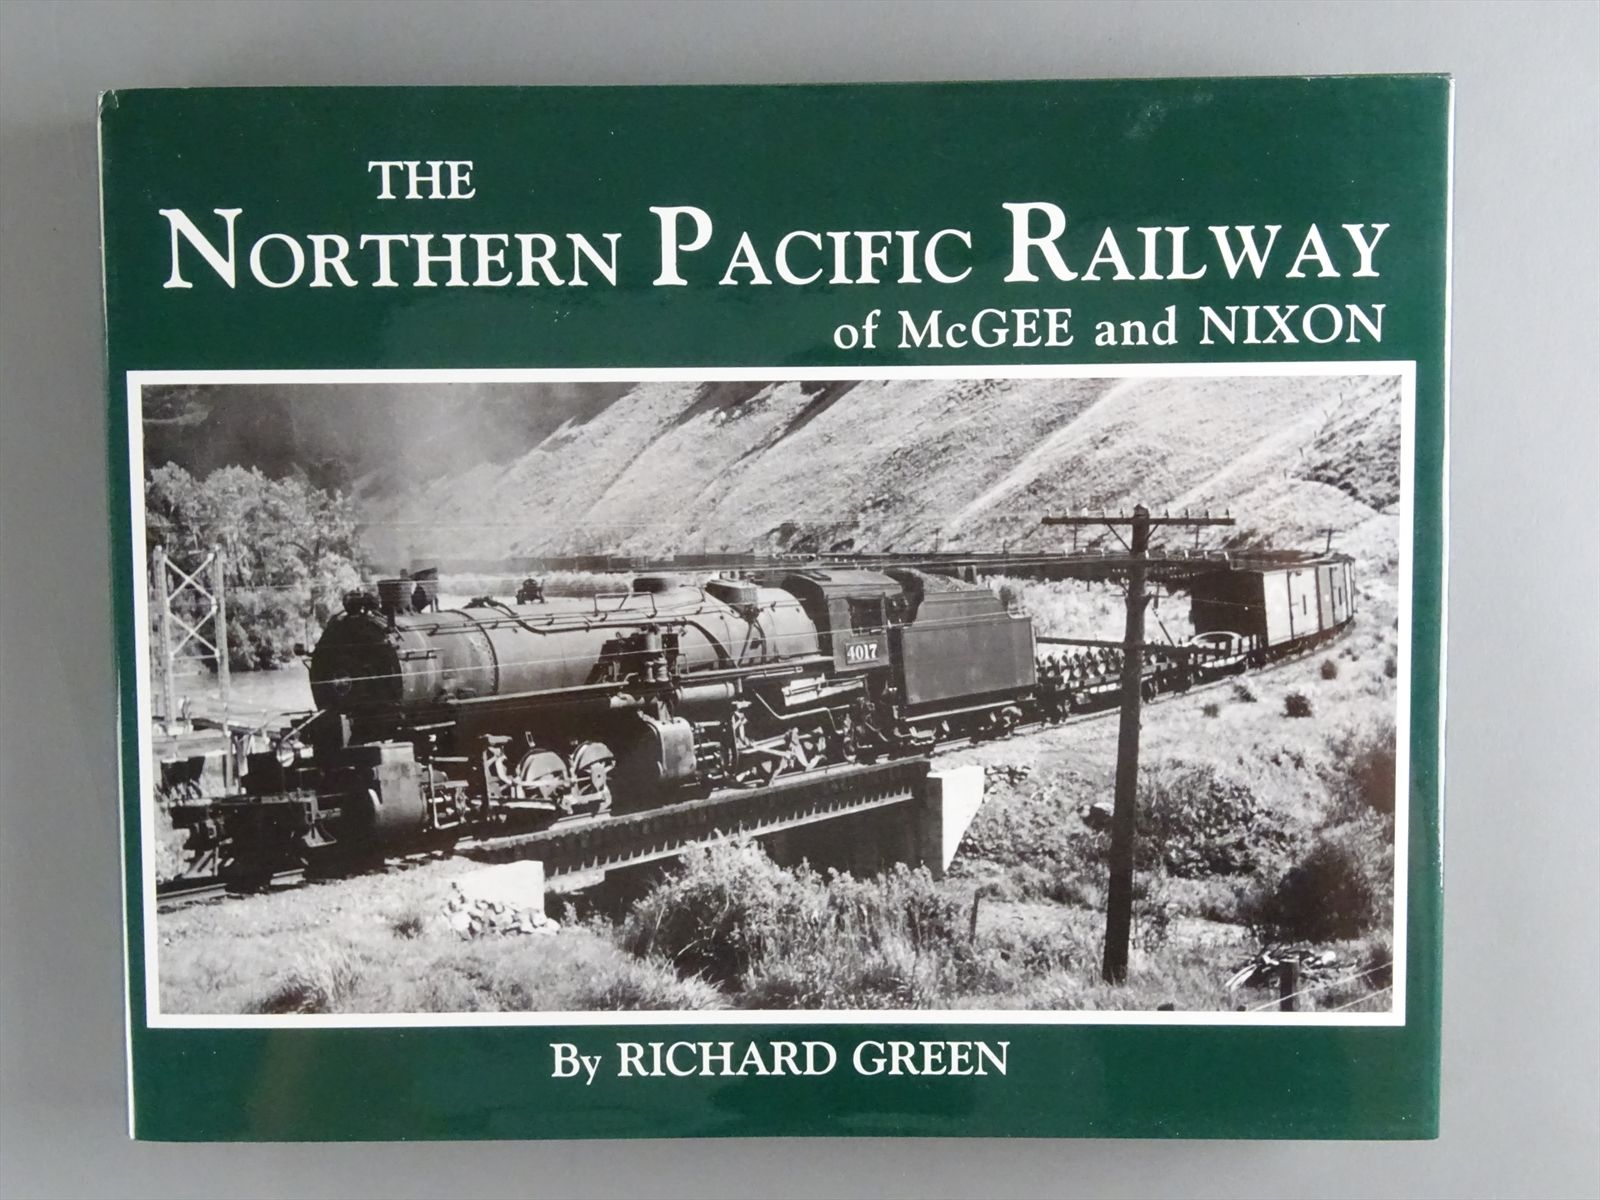 THE
NORTHERN PACIFIC RAILWAY
of McGEE and NIXON
4017
By RICHARD GREEN